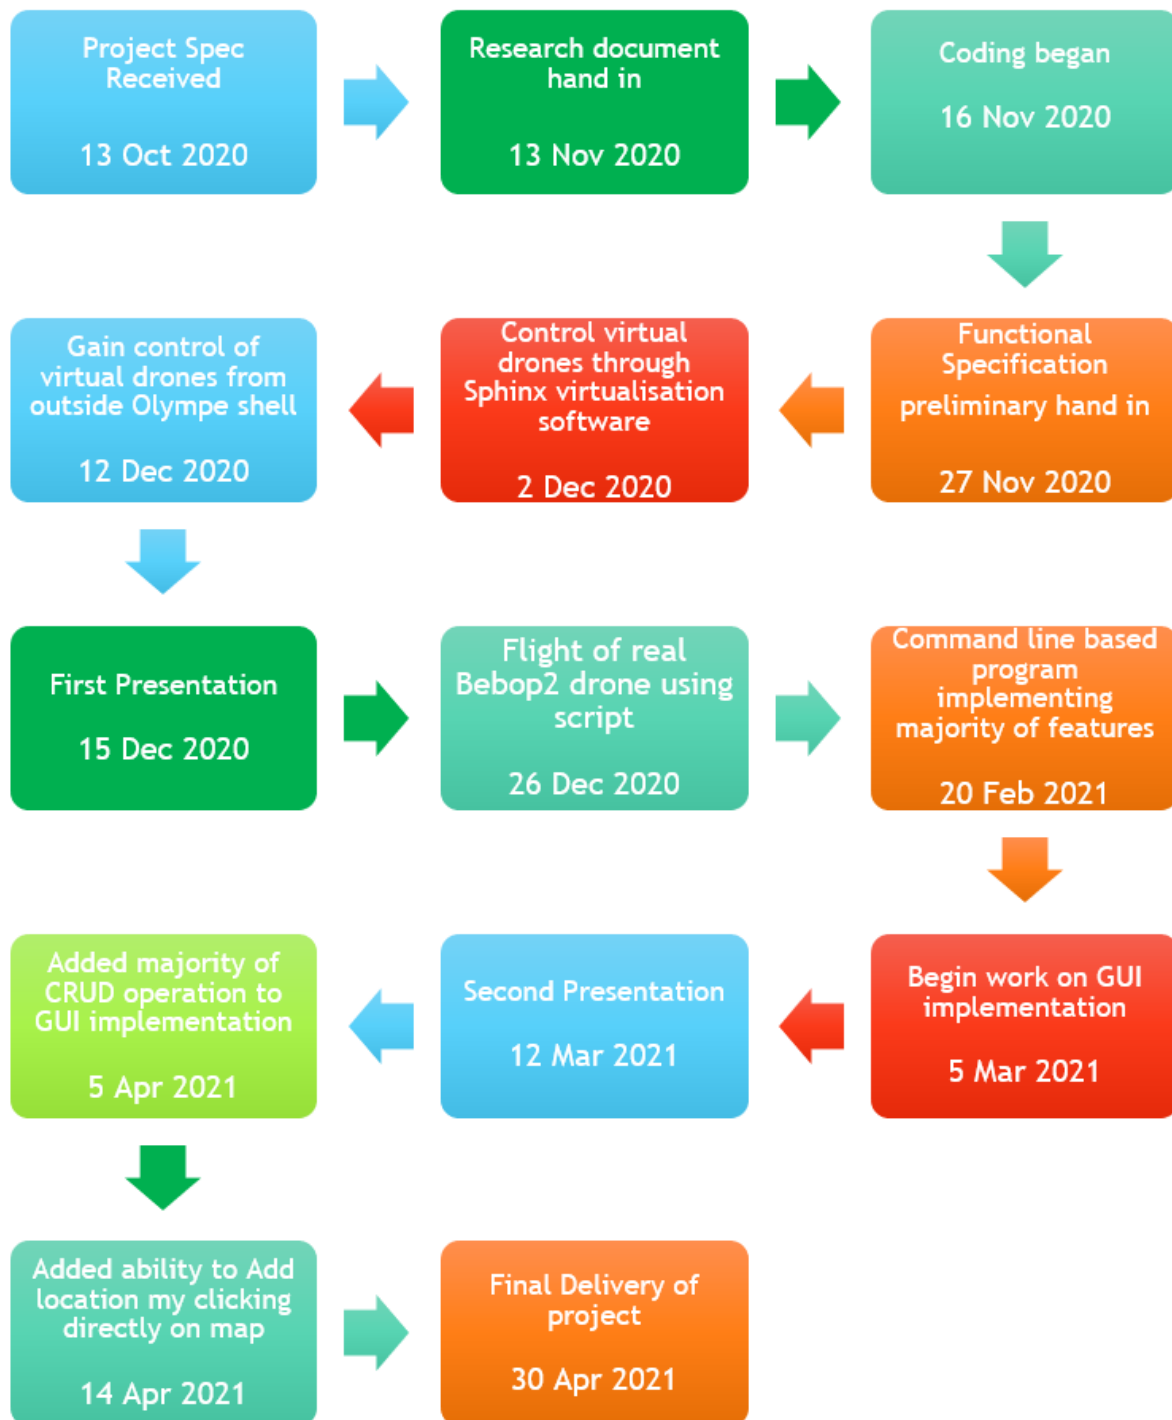 Project Spec
Received
13 Oct 2020
Research document
hand in
13 Nov 2020
Coding began
16 Nov 2020
Functional
Specification
preliminary hand in
27 Nov 2020
Control virtual
drones through
Sphinx virtualisation
software
2 Dec 2020
Gain control of
virtual drones from
outside Olympe shell
12 Dec 2020
First Presentation
15 Dec 2020
Flight of real
Bebop2 drone using
script
26 Dec 2020
Command line based
program
implementing
majority of features
20 Feb 2021
Begin work on GUI
implementation
5 Mar 2021
Second Presentation
12 Mar 2021
Added majority of
CRUD operation to
GUI implementation
5 Apr 2021
Added ability to Add
location my clicking
directly on map
14 Apr 2021
Final Delivery of
project
30 Apr 2021